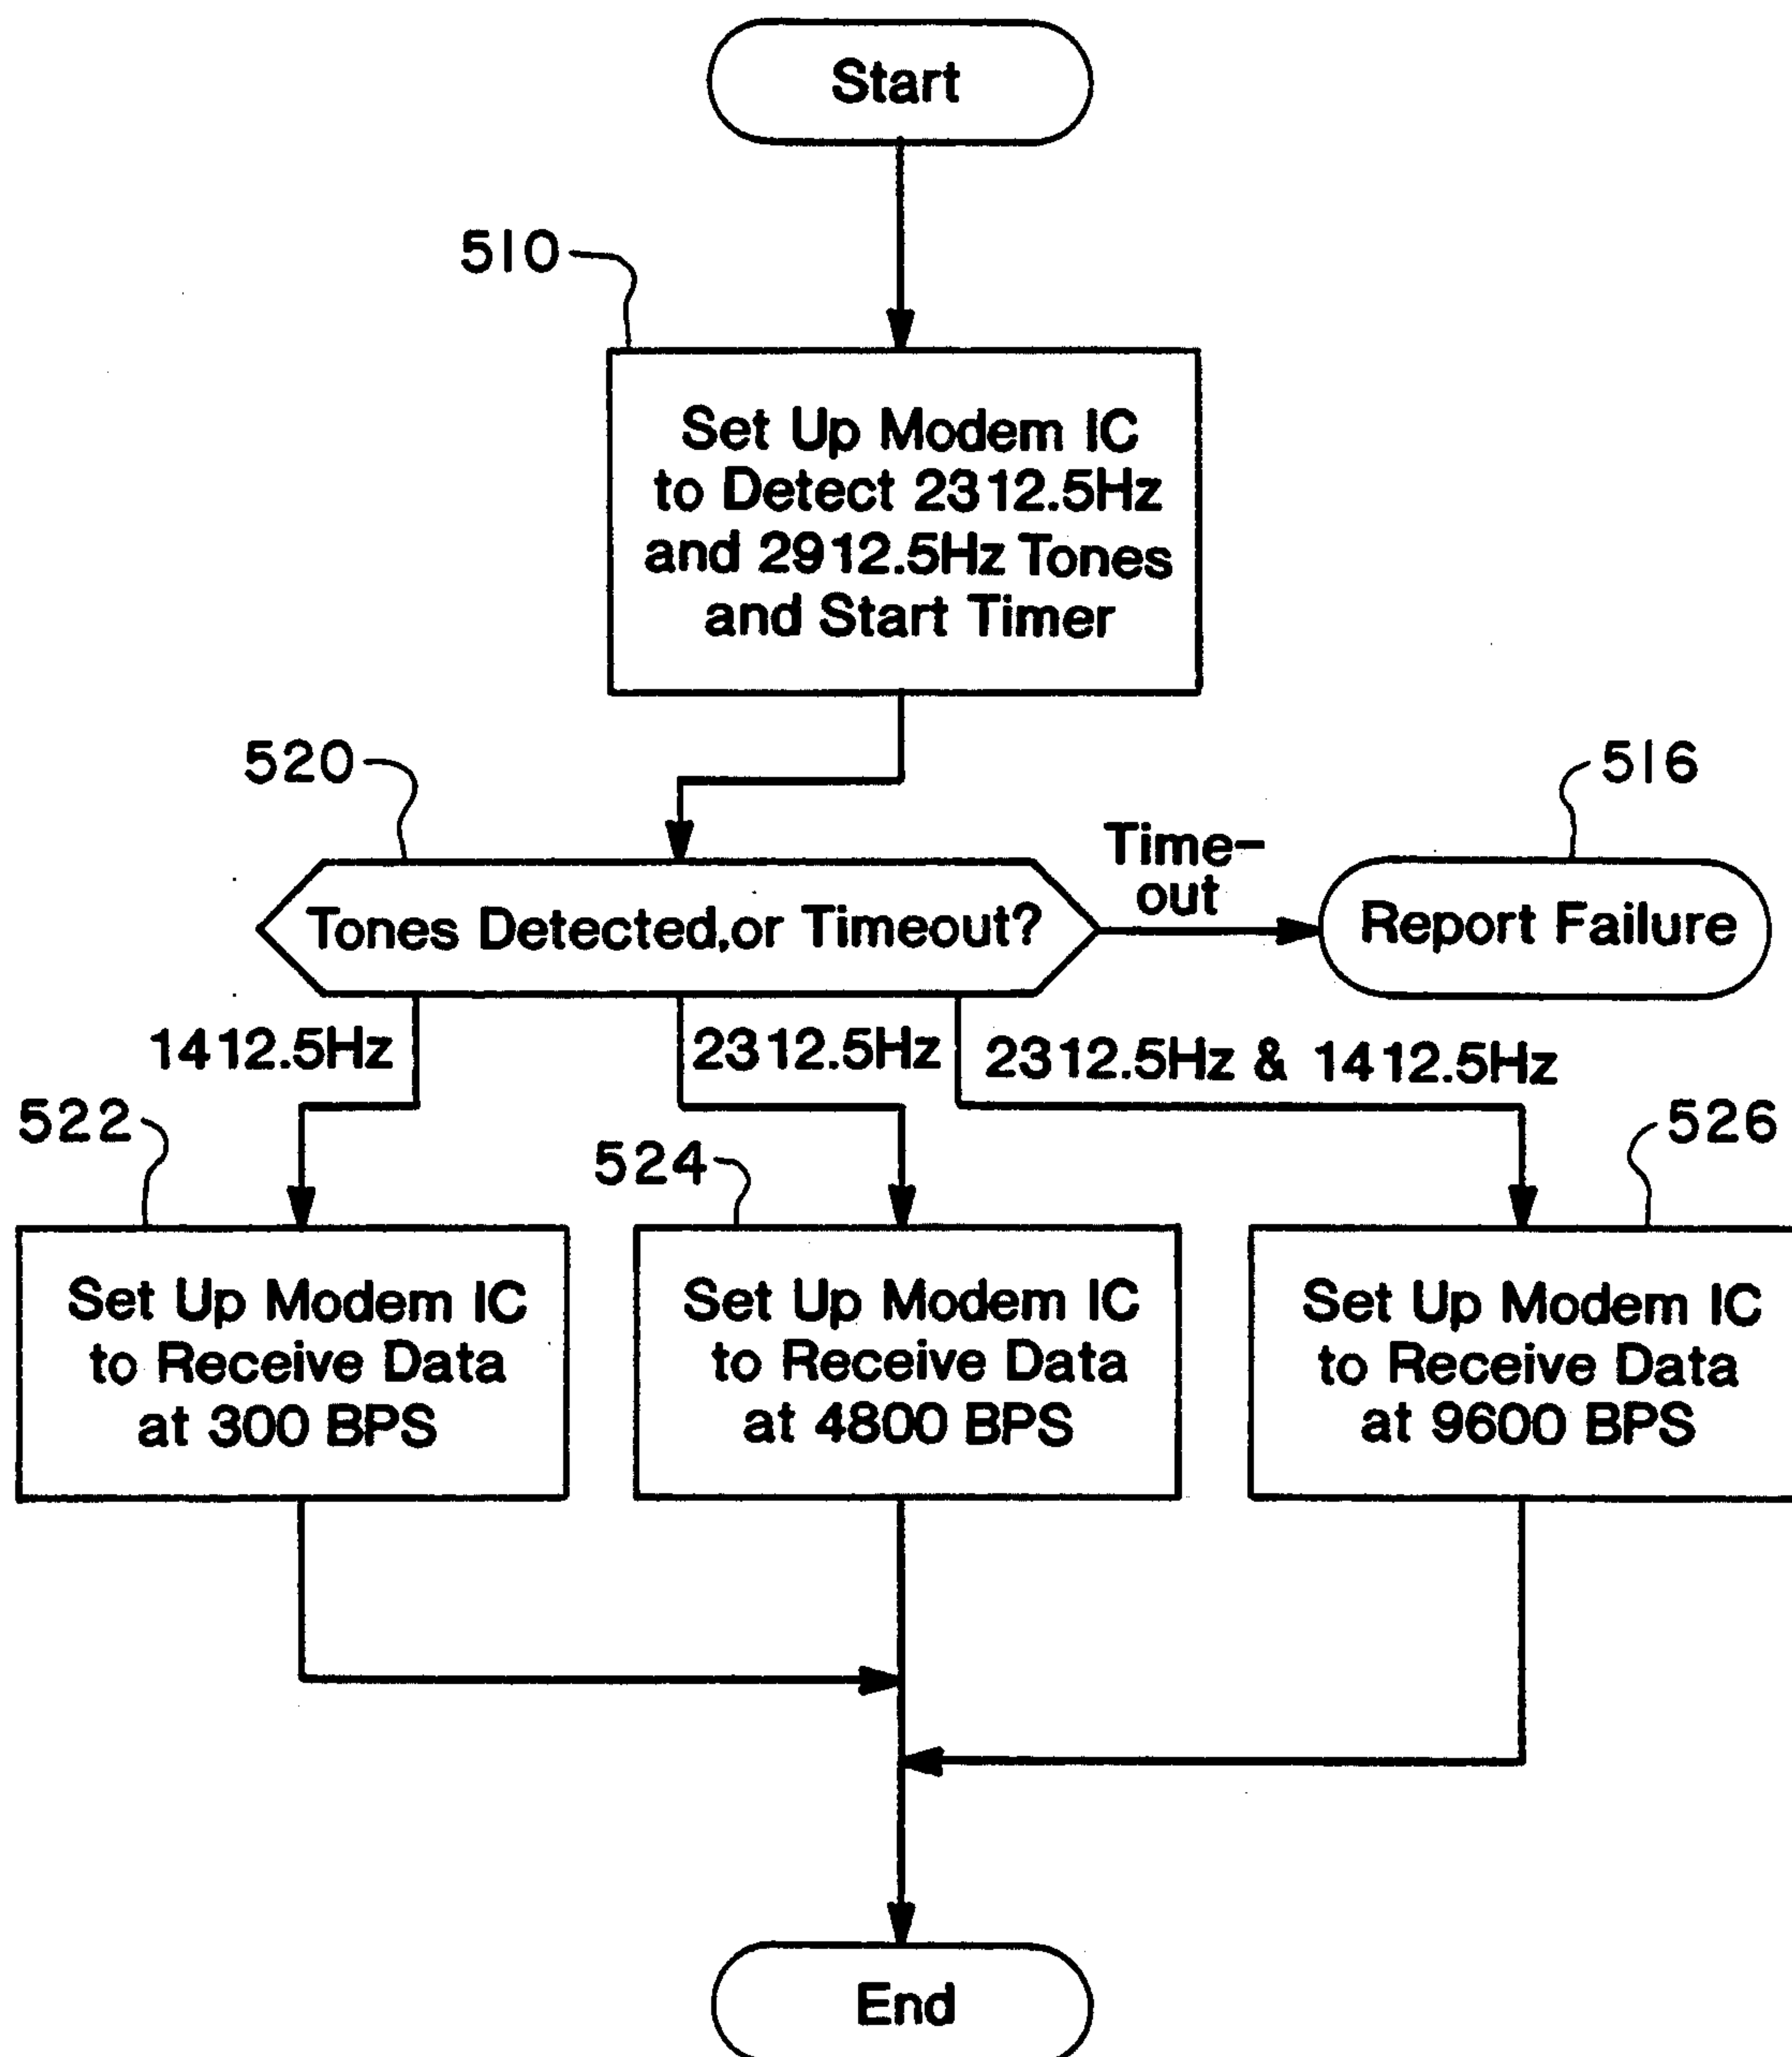 Start
510
Set Up Modem IC
to Detect 2312.5Hz
and 2912.5Hz Tones
and Start Timer
520
516
Time-
out
Tones Detected,or Timeout?
Report Failure
1412.5Hz
2312.5Hz
2312.5Hz & 1412.5Hz
522
524
526
Set Up Modem IC
to Receive Data
at 300 BPS
Set Up Modem IC
to Receive Data
at 4800 BPS
Set Up Modem IC
to Receive Data
at 9600 BPS
End